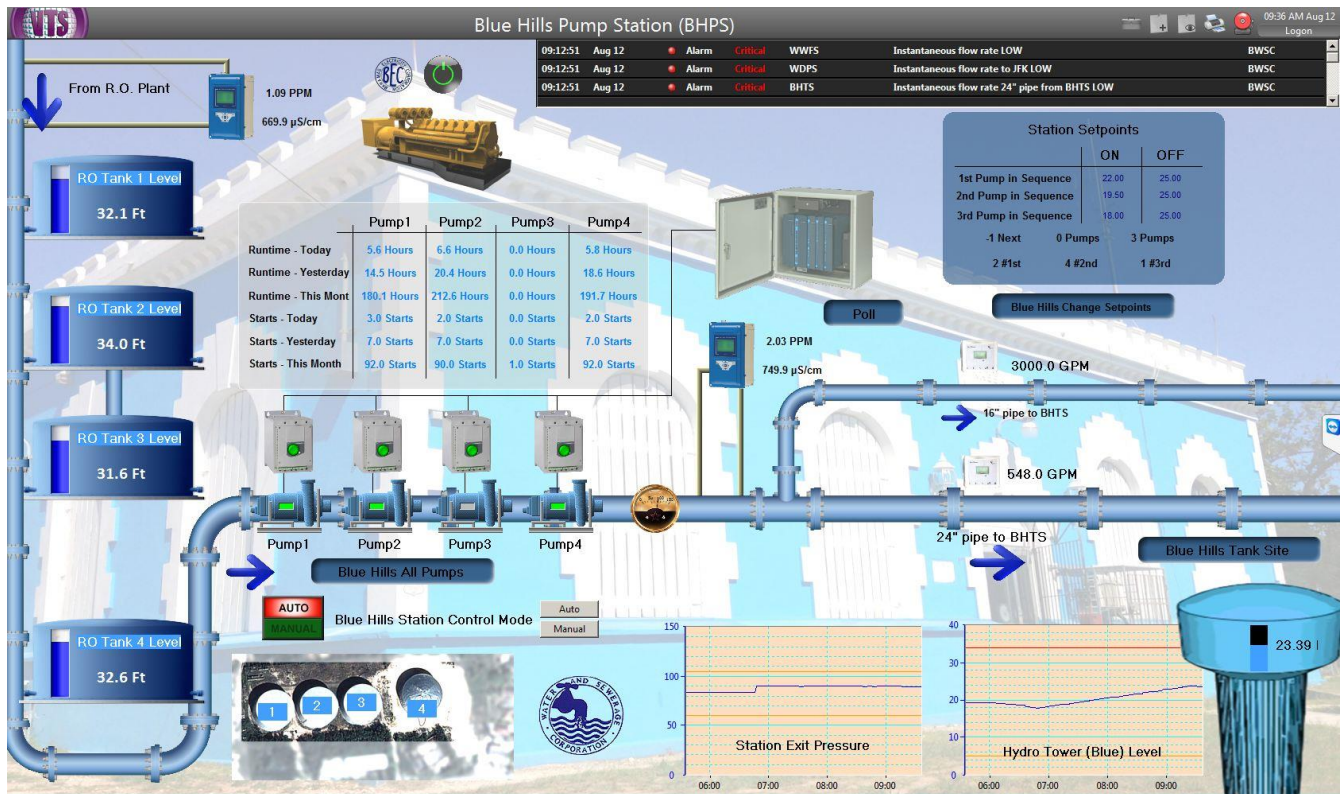 VTS
Blue Hills Pump Station (BHPS)
09:36 AM Aug 12
Logon
09:12:51 Aug 12 Alarm Critical WWFS Instantaneous flow rate LOW BWSC
09:12:51 Aug 12 Alarm Critical WDPS Instantaneous flow rate to JFK LOW BWSC
09:12:51 Aug 12 Alarm Critical BHTS Instantaneous flow rate 24" pipe from BHTS LOW BWSC
From R.O. Plant
1.09 PPM
669.9 µS/cm
BEC
Station Setpoints
ON OFF
1st Pump in Sequence 22.00 25.00
2nd Pump in Sequence 19.50 25.00
3rd Pump in Sequence 18.00 25.00
-1 Next 0 Pumps 3 Pumps
2 #1st 4 #2nd 1 #3rd
Blue Hills Change Setpoints
RO Tank 1 Level
32.1 Ft
RO Tank 2 Level
34.0 Ft
RO Tank 3 Level
31.6 Ft
RO Tank 4 Level
32.6 Ft
Pump1 Pump2 Pump3 Pump4
Runtime - Today 5.6 Hours 6.6 Hours 0.0 Hours 5.8 Hours
Runtime - Yesterday 14.5 Hours 20.4 Hours 0.0 Hours 18.6 Hours
Runtime - This Mont 180.1 Hours 212.6 Hours 0.0 Hours 191.7 Hours
Starts - Today 3.0 Starts 2.0 Starts 0.0 Starts 2.0 Starts
Starts - Yesterday 7.0 Starts 7.0 Starts 0.0 Starts 7.0 Starts
Starts - This Month 92.0 Starts 90.0 Starts 1.0 Starts 92.0 Starts
Poll
2.03 PPM
749.9 µS/cm
3000.0 GPM
16" pipe to BHTS
548.0 GPM
24" pipe to BHTS
Blue Hills Tank Site
Pump1 Pump2 Pump3 Pump4
Blue Hills All Pumps
AUTO
MANUAL
Blue Hills Station Control Mode
Auto
Manual
1 2 3 4
WATER AND SEWERAGE CORPORATION
150
100
50
0
Station Exit Pressure
06:00 07:00 08:00 09:00
40
30
20
10
0
Hydro Tower (Blue) Level
06:00 07:00 08:00 09:00
23.39